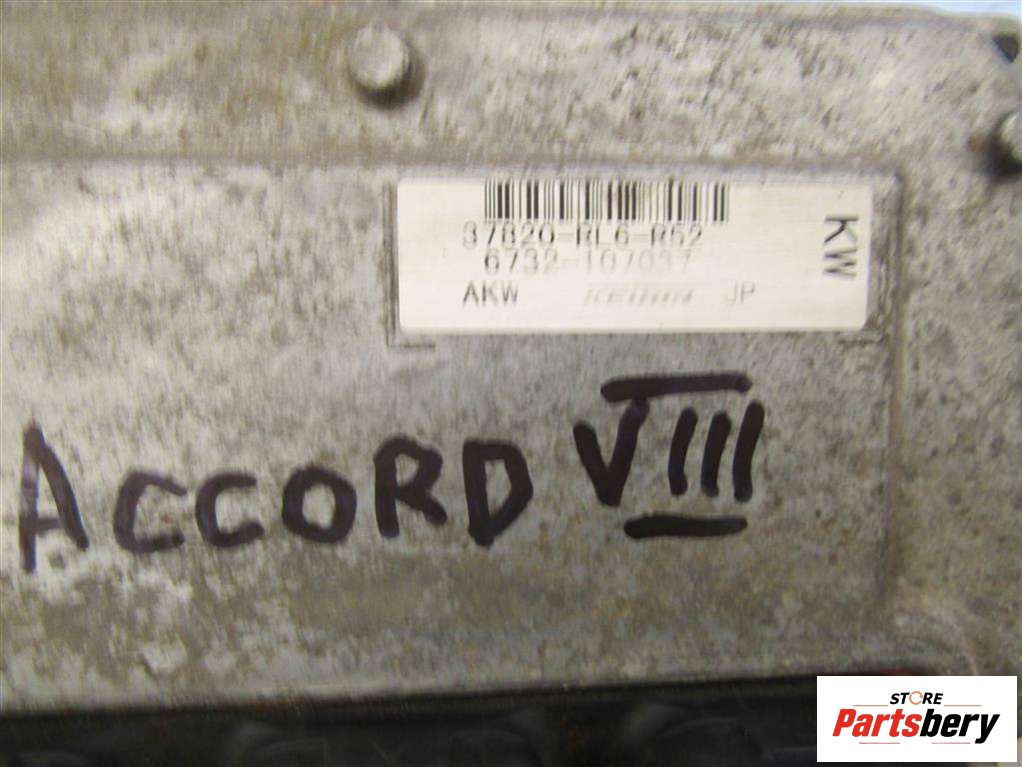 37820-RL6-R52
6732-107037
AKW KEIHIN JP
KW
ACCORD VIII
STORE
Partsbery